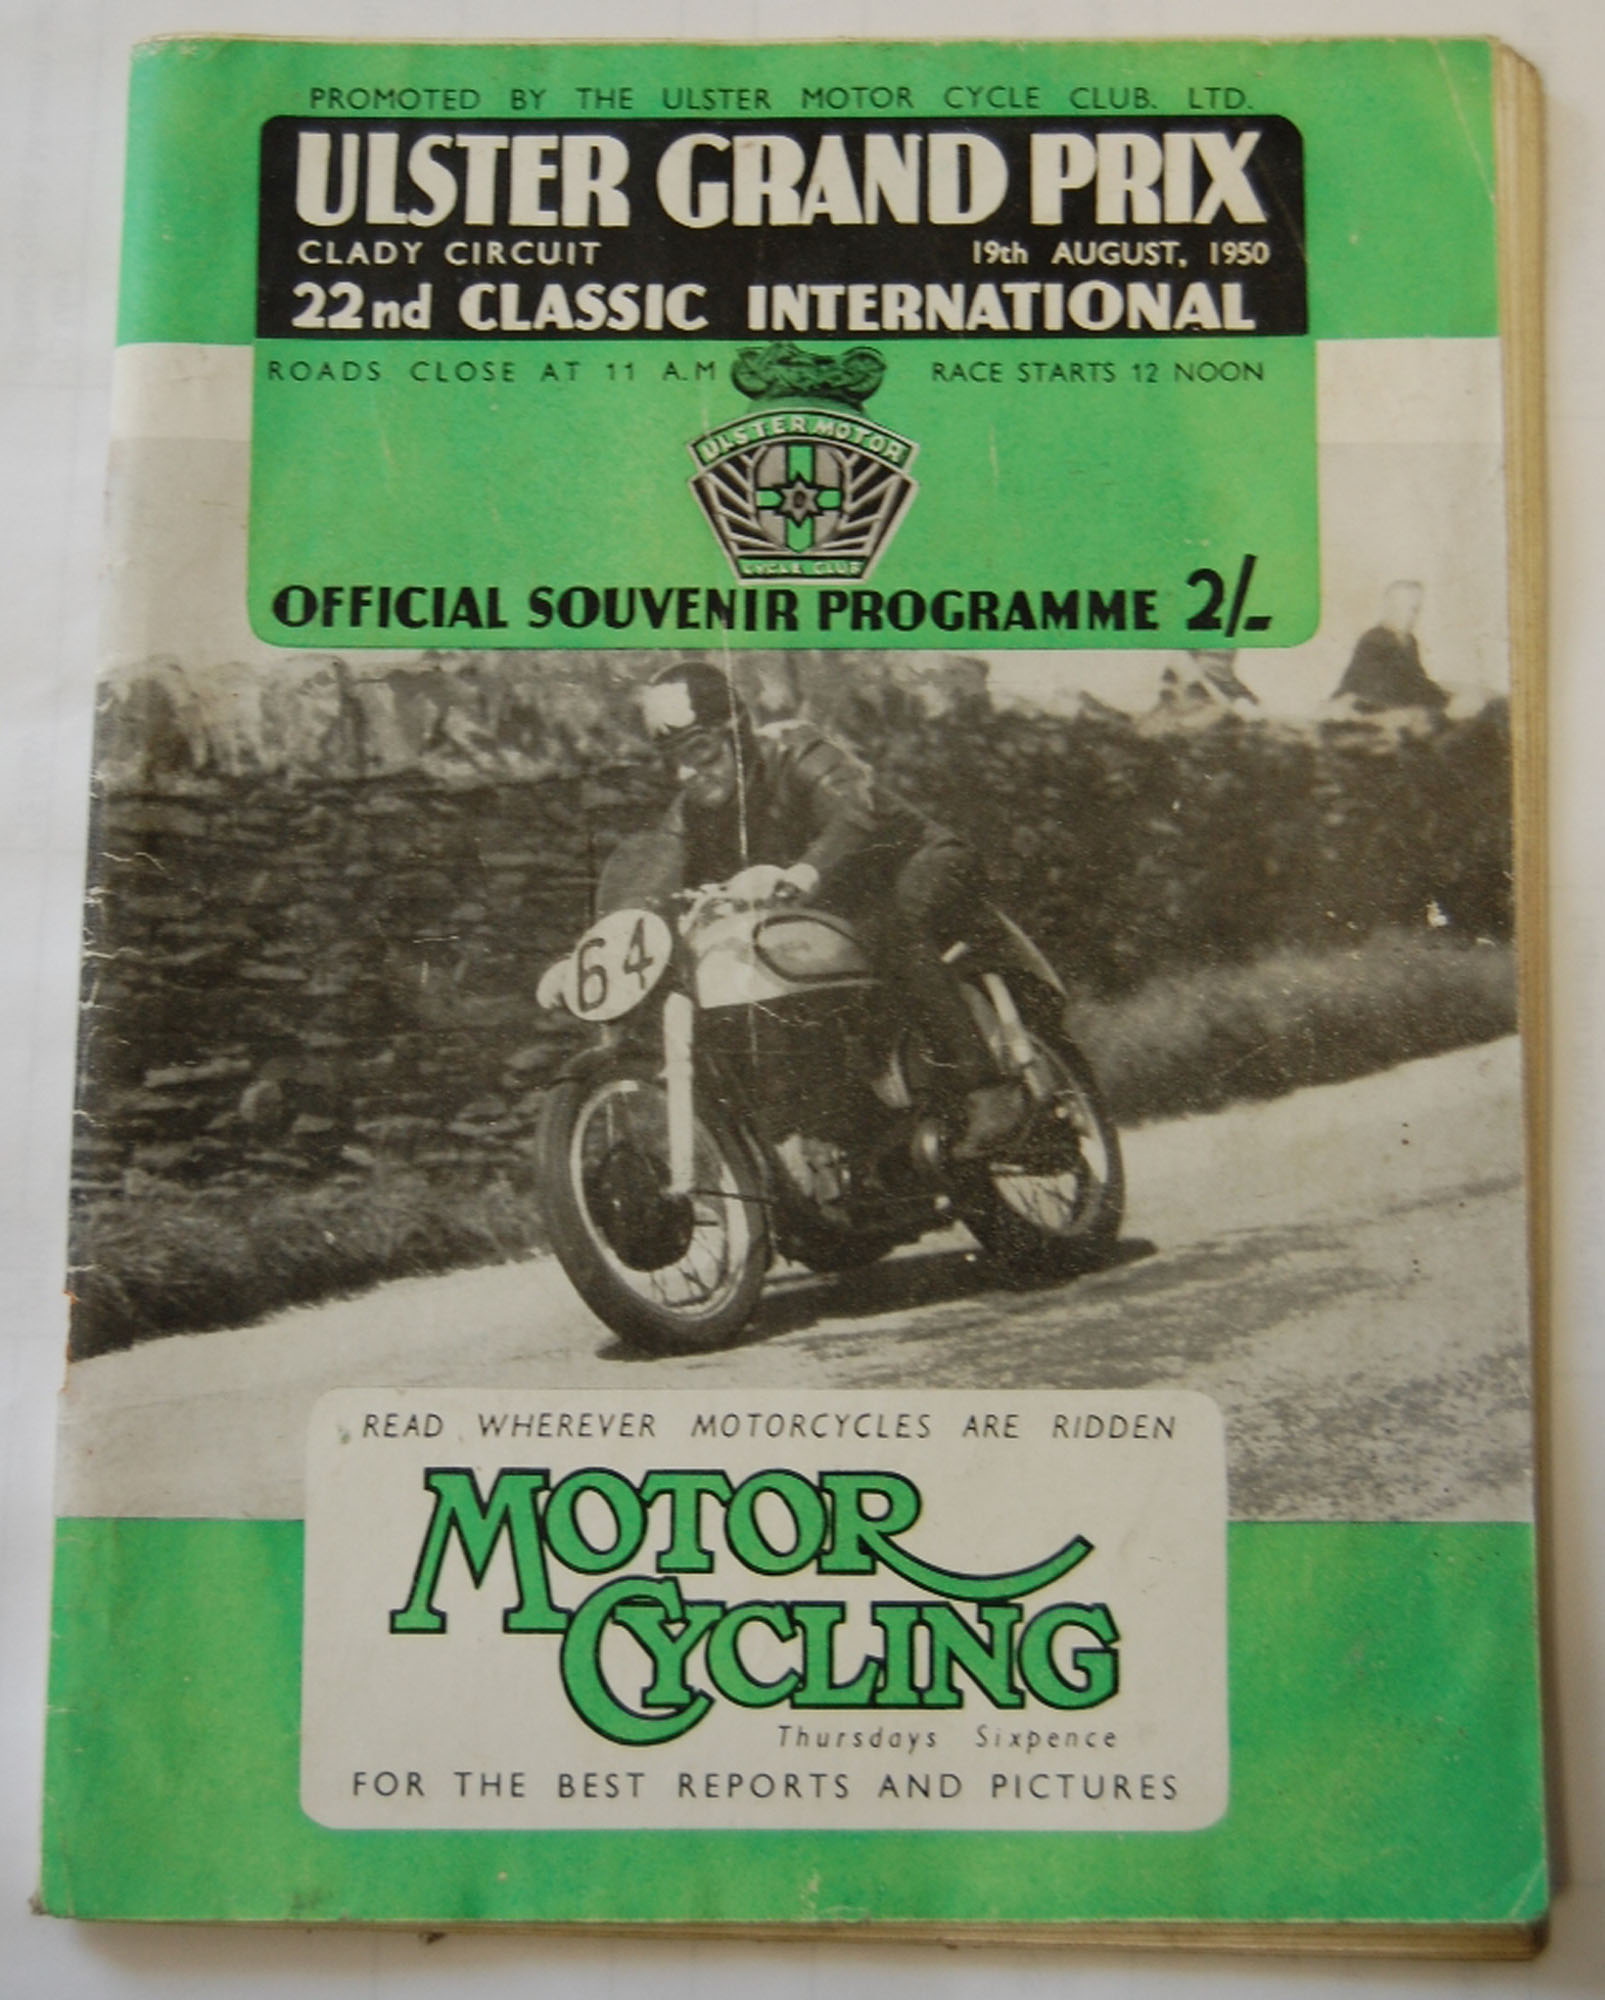 PROMOTED BY THE ULSTER MOTOR CYCLE CLUB. LTD.
ULSTER GRAND PRIX
CLADY CIRCUIT 19th AUGUST, 1950
22nd CLASSIC INTERNATIONAL
ROADS CLOSE AT 11 A.M RACE STARTS 12 NOON
ULSTER MOTOR
CYCLE CLUB
OFFICIAL SOUVENIR PROGRAMME 2/-
64
READ WHEREVER MOTORCYCLES ARE RIDDEN
MOTOR
CYCLING
Thursdays Sixpence
FOR THE BEST REPORTS AND PICTURES